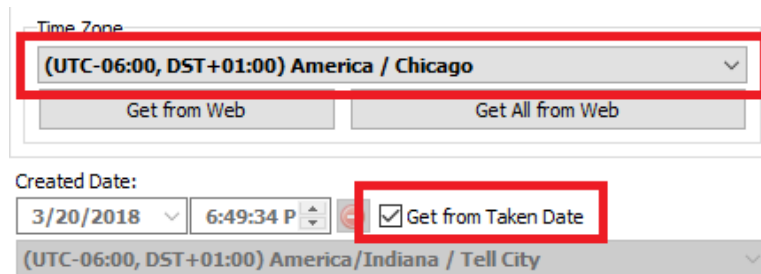 Time Zone
(UTC-06:00, DST+01:00) America / Chicago
Get from Web Get All from Web
Created Date:
3/20/2018 6:49:34 P Get from Taken Date
(UTC-06:00, DST+01:00) America/Indiana / Tell City